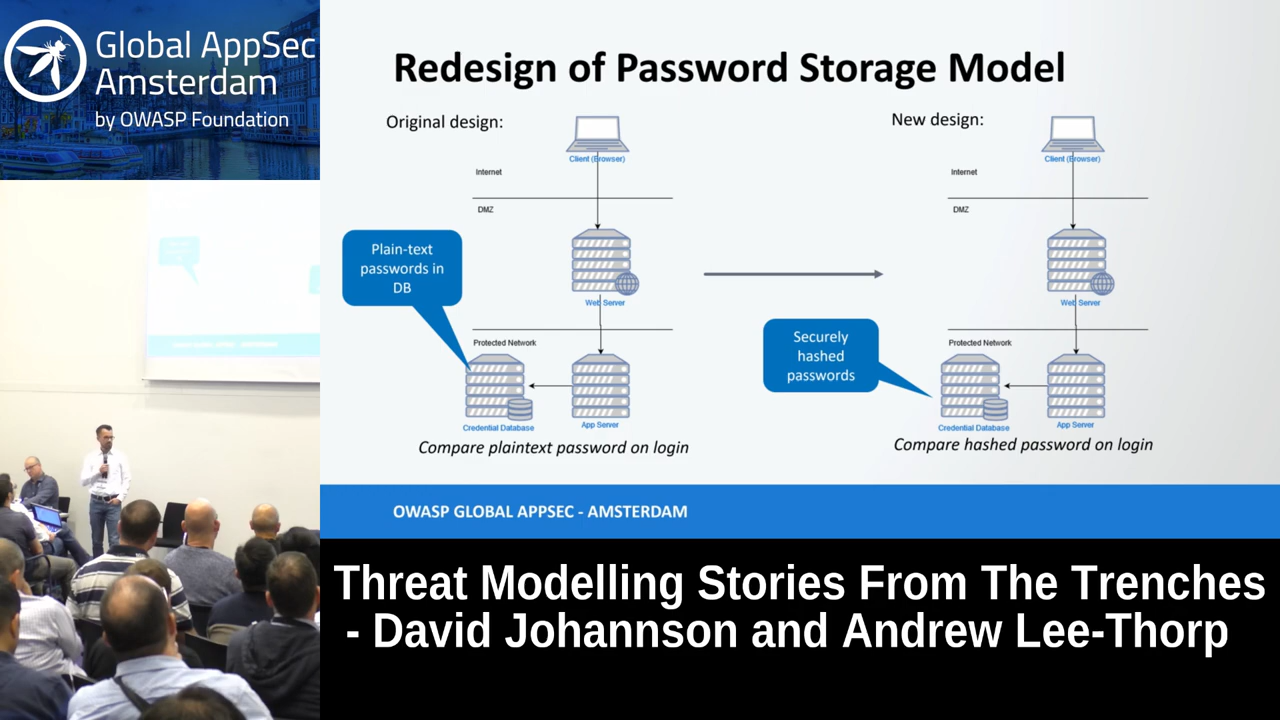 Global AppSec
Amsterdam
by OWASP Foundation
Redesign of Password Storage Model
Original design:
Client (Browser)
Internet
DMZ
Plain-text
passwords in
DB
Web Server
Protected Network
Credential Database
App Server
Compare plaintext password on login
New design:
Client (Browser)
Internet
DMZ
Web Server
Securely
hashed
passwords
Protected Network
Credential Database
App Server
Compare hashed password on login
OWASP GLOBAL APPSEC - AMSTERDAM
Threat Modelling Stories From The Trenches
- David Johannson and Andrew Lee-Thorp